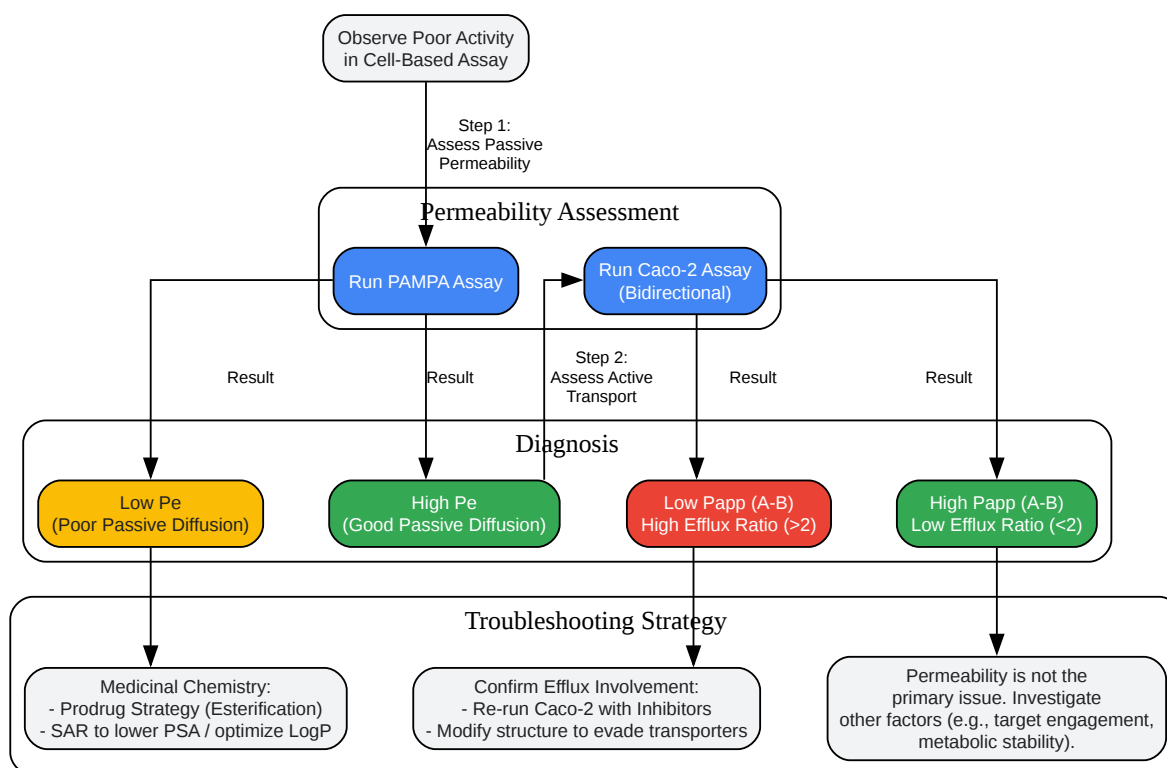 Observe Poor Activity
in Cell-Based Assay
Step 1:
Assess Passive
Permeability
Permeability Assessment
Run PAMPA Assay
Run Caco-2 Assay
(Bidirectional)
Result
Result
Step 2:
Assess Active
Transport
Result
Result
Diagnosis
Low Pe
(Poor Passive Diffusion)
High Pe
(Good Passive Diffusion)
Low Papp (A-B)
High Efflux Ratio (>2)
High Papp (A-B)
Low Efflux Ratio (<2)
Troubleshooting Strategy
Medicinal Chemistry:
- Prodrug Strategy (Esterification)
- SAR to lower PSA / optimize LogP
Confirm Efflux Involvement:
- Re-run Caco-2 with Inhibitors
- Modify structure to evade transporters
Permeability is not the
primary issue. Investigate
other factors (e.g., target engagement,
metabolic stability).